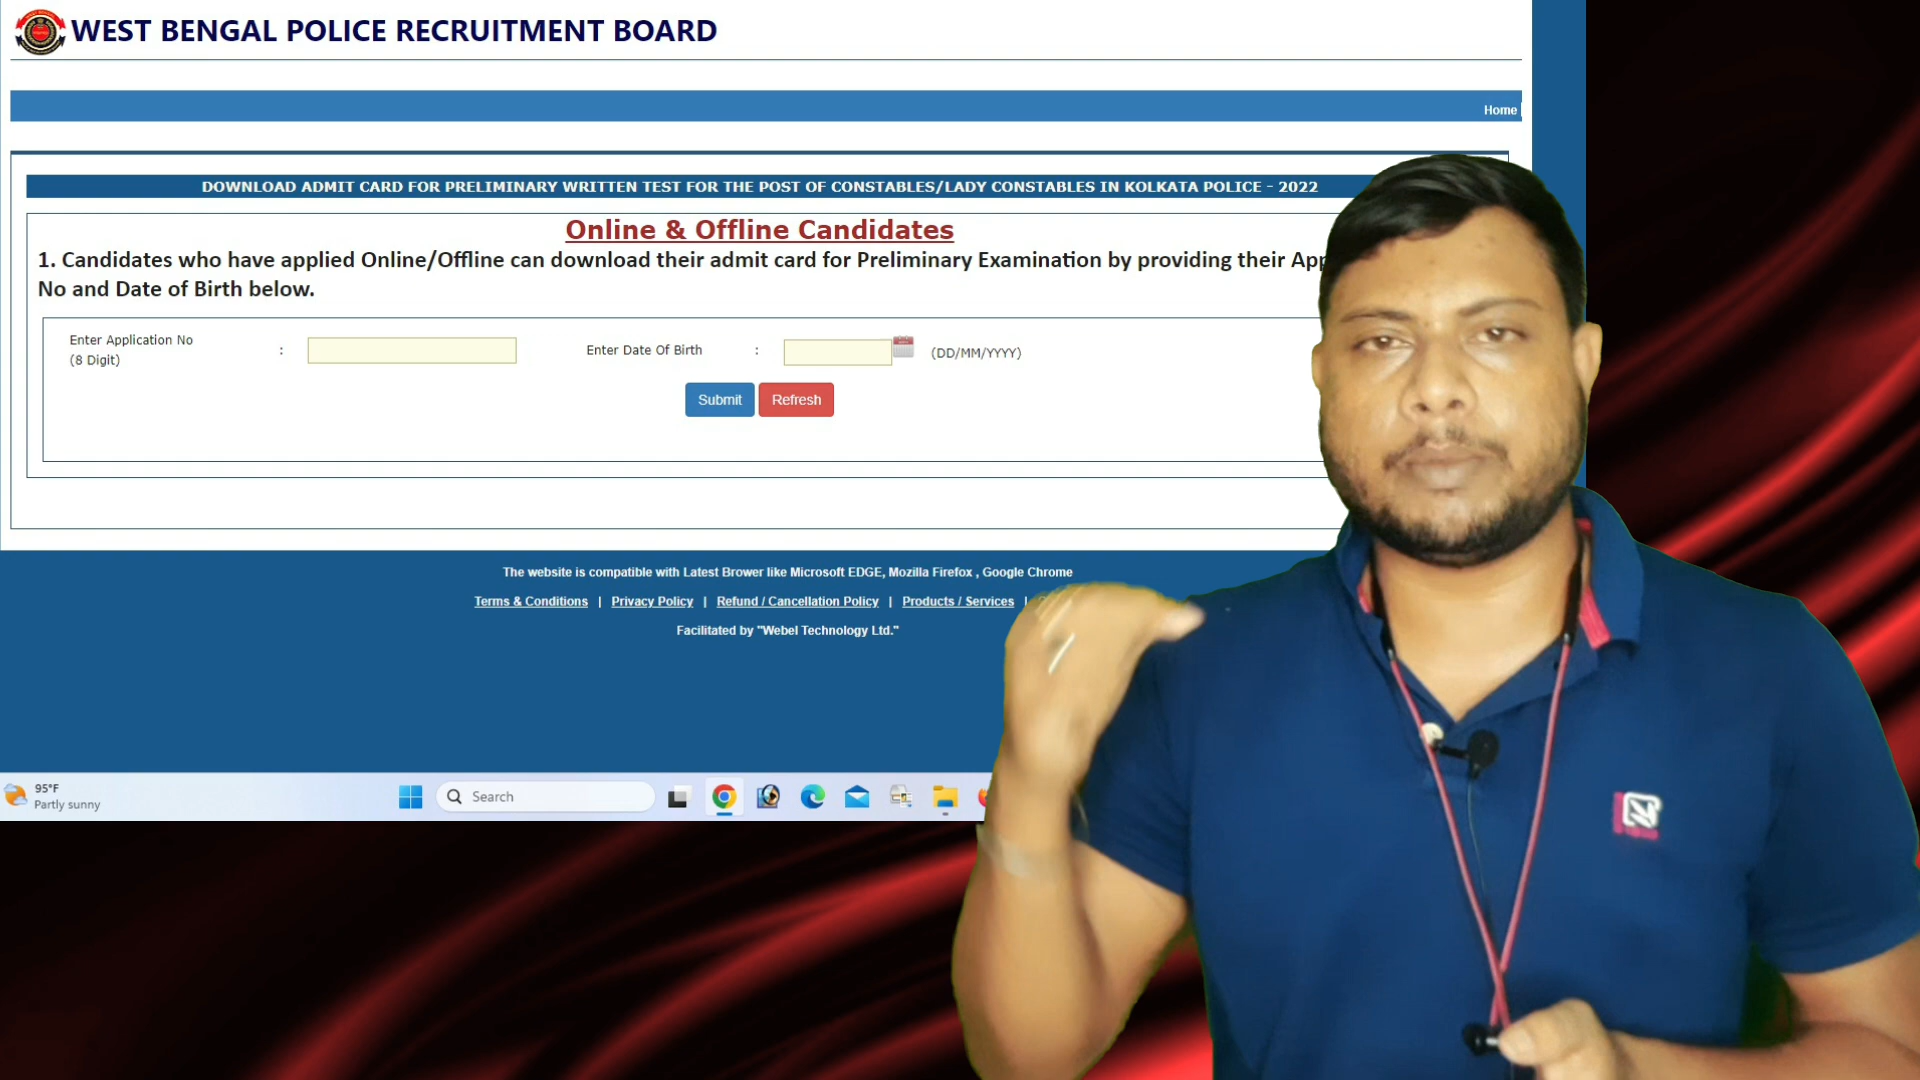 WEST BENGAL POLICE RECRUITMENT BOARD
Home
DOWNLOAD ADMIT CARD FOR PRELIMINARY WRITTEN TEST FOR THE POST OF CONSTABLES/LADY CONSTABLES IN KOLKATA POLICE - 2022
Online & Offline Candidates
1. Candidates who have applied Online/Offline can download their admit card for Preliminary Examination by providing their App
No and Date of Birth below.
Enter Application No
(8 Digit)
:
Enter Date Of Birth
:
(DD/MM/YYYY)
Submit
Refresh
The website is compatible with Latest Brower like Microsoft EDGE, Mozilla Firefox , Google Chrome
Terms & Conditions | Privacy Policy | Refund / Cancellation Policy | Products / Services |
Facilitated by "Webel Technology Ltd."
95°F
Partly sunny
Search